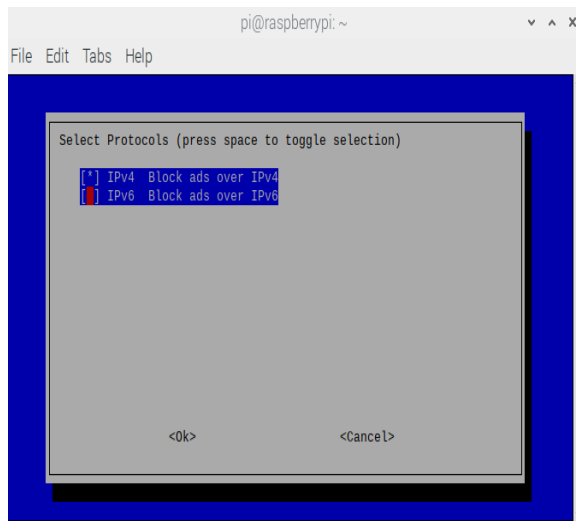 pi@raspberrypi: ~
File Edit Tabs Help
Select Protocols (press space to toggle selection)
[*] IPv4 Block ads over IPv4
[ ] IPv6 Block ads over IPv6
<Ok> <Cancel>